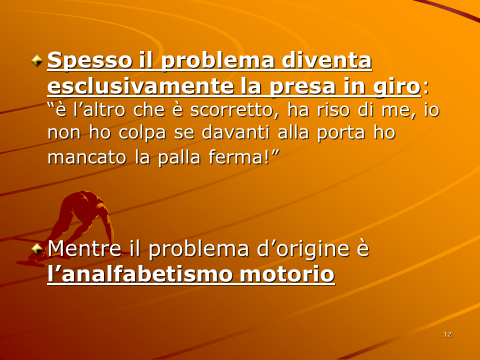 Spesso il problema diventa
esclusivamente la presa in giro:
“è l’altro che è scorretto, ha riso di me, io
non ho colpa se davanti alla porta ho
mancato la palla ferma!”
Mentre il problema d’origine è
l’analfabetismo motorio
12